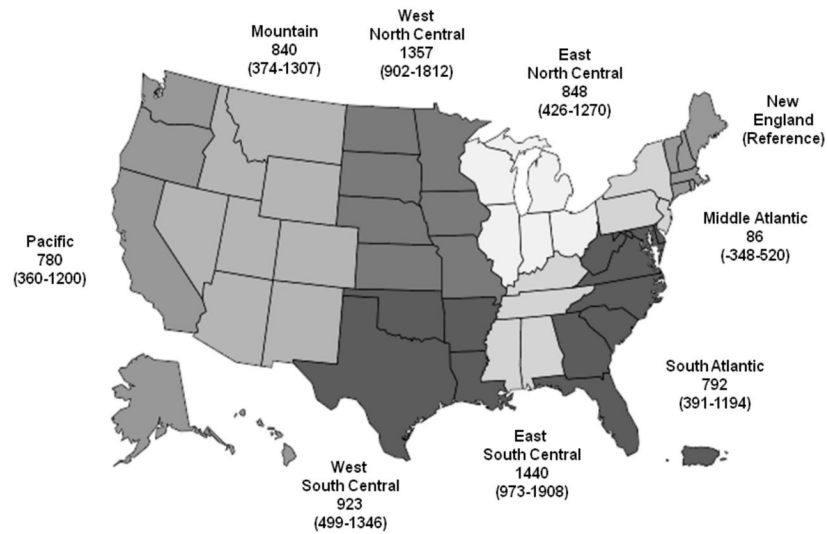 Mountain
840
(374-1307)
West
North Central
1357
(902-1812)
East
North Central
848
(426-1270)
New
England
(Reference)
Pacific
780
(360-1200)
Middle Atlantic
86
(-348-520)
South Atlantic
792
(391-1194)
West
South Central
923
(499-1346)
East
South Central
1440
(973-1908)